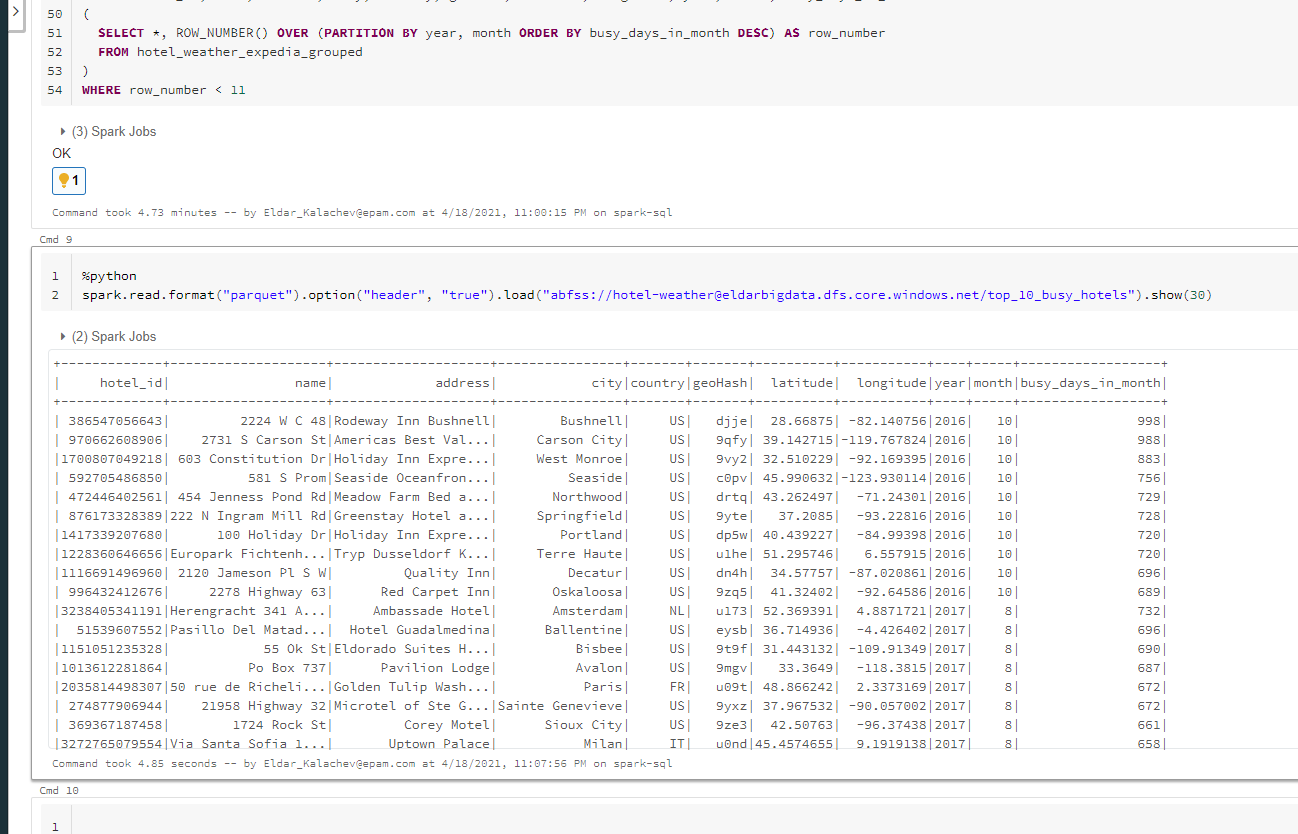 50 (
51 SELECT *, ROW_NUMBER() OVER (PARTITION BY year, month ORDER BY busy_days_in_month DESC) AS row_number
52 FROM hotel_weather_expedia_grouped
53 )
54 WHERE row_number < 11
(3) Spark Jobs
OK
1
Command took 4.73 minutes -- by Eldar_Kalachev@epam.com at 4/18/2021, 11:00:15 PM on spark-sql
Cmd 9
1 %python
2 spark.read.format("parquet").option("header", "true").load("abfss://hotel-weather@eldarbigdata.dfs.core.windows.net/top_10_busy_hotels").show(30)
(2) Spark Jobs
+-------------+--------------------+--------------------+----------------+-------+-------+----------+-----------+----+-----+------------------+
| hotel_id| name| address| city|country|geoHash| latitude| longitude|year|month|busy_days_in_month|
+-------------+--------------------+--------------------+----------------+-------+-------+----------+-----------+----+-----+------------------+
| 386547056643| 2224 W C 48|Rodeway Inn Bushnell| Bushnell| US| djje| 28.66875| -82.140756|2016| 10| 998|
| 970662608906| 2731 S Carson St|Americas Best Val...| Carson City| US| 9qfy| 39.142715|-119.767824|2016| 10| 988|
|1700807049218| 603 Constitution Dr|Holiday Inn Expre...| West Monroe| US| 9vy2| 32.510229| -92.169395|2016| 10| 883|
| 592705486850| 581 S Prom|Seaside Oceanfron...| Seaside| US| c0pv| 45.990632|-123.930114|2016| 10| 756|
| 472446402561| 454 Jenness Pond Rd|Meadow Farm Bed a...| Northwood| US| drtq| 43.262497| -71.24301|2016| 10| 729|
| 876173328389|222 N Ingram Mill Rd|Greenstay Hotel a...| Springfield| US| 9yte| 37.2085| -93.22816|2016| 10| 728|
|1417339207680| 100 Holiday Dr|Holiday Inn Expre...| Portland| US| dp5w| 40.439227| -84.99398|2016| 10| 720|
|1228360646656|Europark Fichtenh...|Tryp Dusseldorf K...| Terre Haute| US| u1he| 51.295746| 6.557915|2016| 10| 720|
|1116691496960| 2120 Jameson Pl S W| Quality Inn| Decatur| US| dn4h| 34.57757| -87.020861|2016| 10| 696|
| 996432412676| 2278 Highway 63| Red Carpet Inn| Oskaloosa| US| 9zq5| 41.32402| -92.64586|2016| 10| 689|
|3238405341191|Herengracht 341 A...| Ambassade Hotel| Amsterdam| NL| u173| 52.369391| 4.8871721|2017| 8| 732|
| 51539607552|Pasillo Del Matad...| Hotel Guadalmedina| Ballentine| US| eysb| 36.714936| -4.426402|2017| 8| 696|
|1151051235328| 55 Ok St|Eldorado Suites H...| Bisbee| US| 9t9f| 31.443132| -109.91349|2017| 8| 690|
|1013612281864| Po Box 737| Pavilion Lodge| Avalon| US| 9mgv| 33.3649| -118.3815|2017| 8| 687|
|2035814498307|50 rue de Richeli...|Golden Tulip Wash...| Paris| FR| u09t| 48.866242| 2.3373169|2017| 8| 672|
| 274877906944| 21958 Highway 32|Microtel of Ste G...|Sainte Genevieve| US| 9yxz| 37.967532| -90.057002|2017| 8| 672|
| 369367187458| 1724 Rock St| Corey Motel| Sioux City| US| 9ze3| 42.50763| -96.37438|2017| 8| 661|
|3272765079554|Via Santa Sofia 1...| Uptown Palace| Milan| IT| u0nd|45.4574655| 9.1919138|2017| 8| 658|
Command took 4.85 seconds -- by Eldar_Kalachev@epam.com at 4/18/2021, 11:07:56 PM on spark-sql
Cmd 10
1